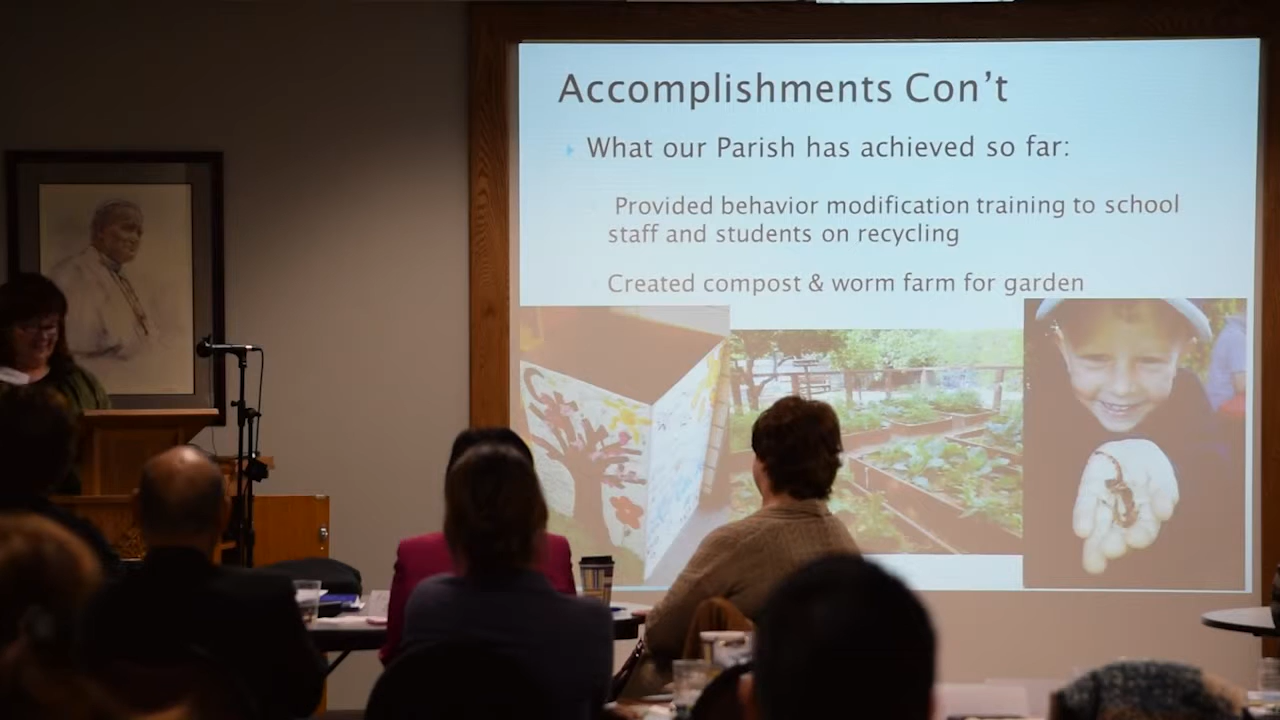 Accomplishments Con't
What our Parish has achieved so far:
Provided behavior modification training to school
staff and students on recycling
Created compost & worm farm for garden